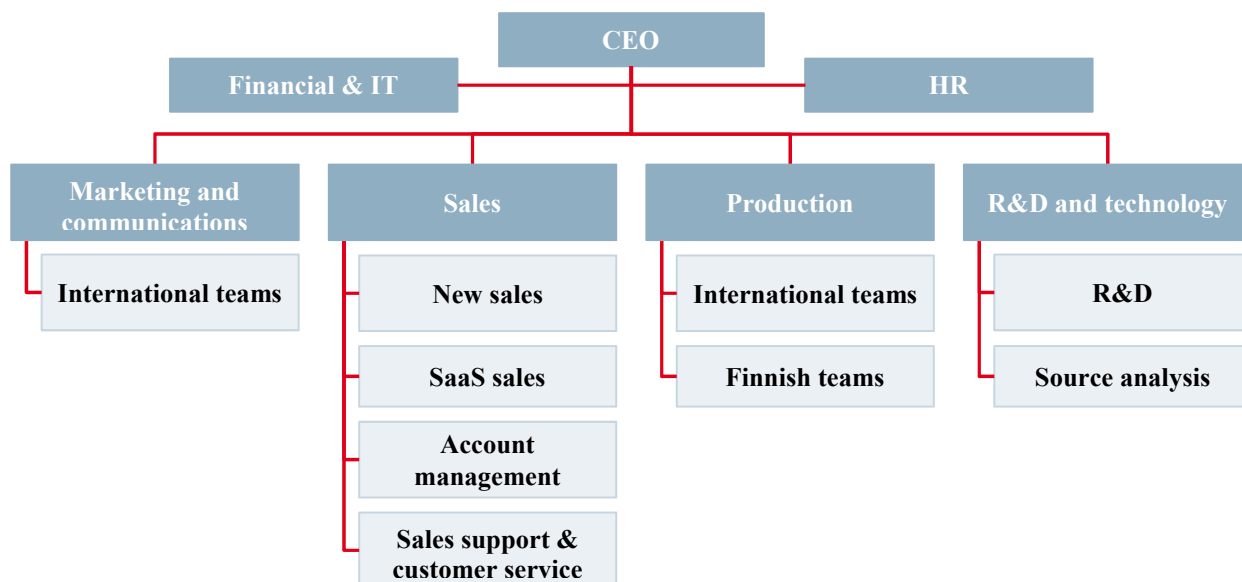 CEO
Financial & IT
HR
Marketing and
communications
Sales
Production
R&D and technology
International teams
New sales
International teams
R&D
SaaS sales
Finnish teams
Source analysis
Account
management
Sales support &
customer service